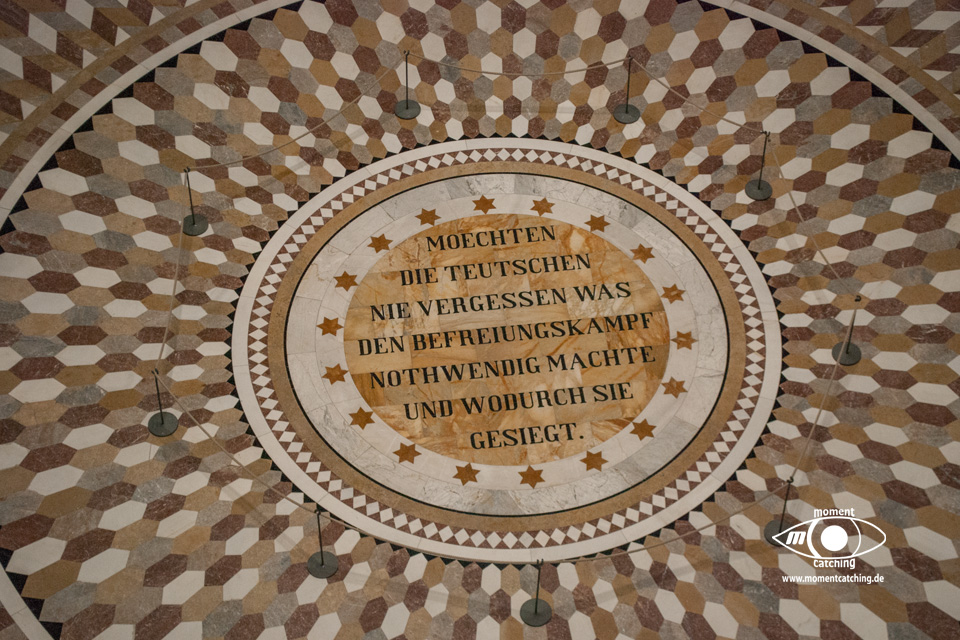 MOECHTEN
DIE TEUTSCHEN
NIE VERGESSEN WAS
DEN BEFREIUNGSKAMPF
NOTHWENDIG MACHTE
UND WODURCH SIE
GESIEGT.
moment
m
catching
www.momentcatching.de